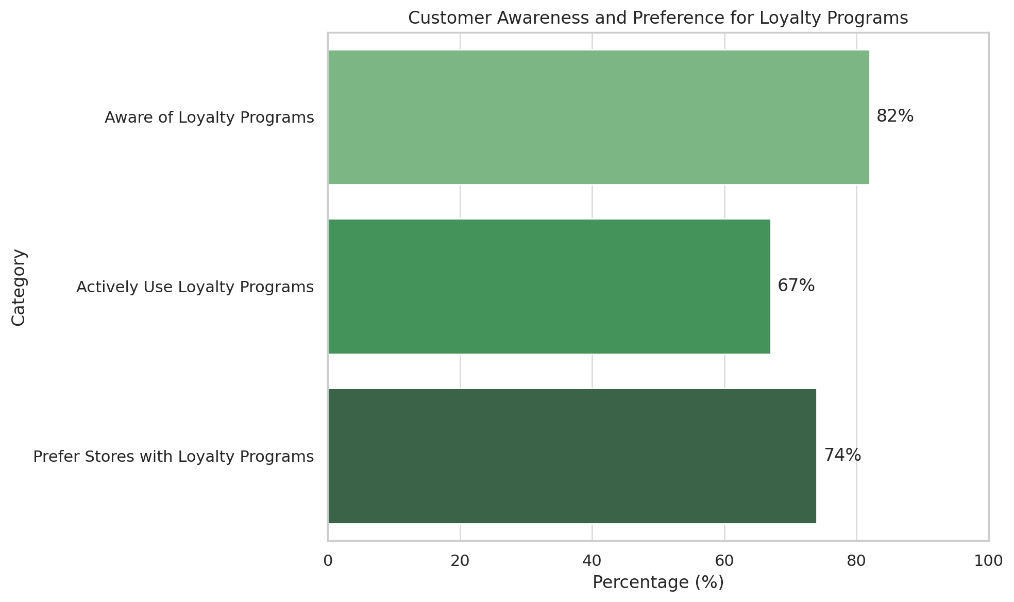 Customer Awareness and Preference for Loyalty Programs
Category
Aware of Loyalty Programs
82%
Actively Use Loyalty Programs
67%
Prefer Stores with Loyalty Programs
74%
0 20 40 60 80 100
Percentage (%)